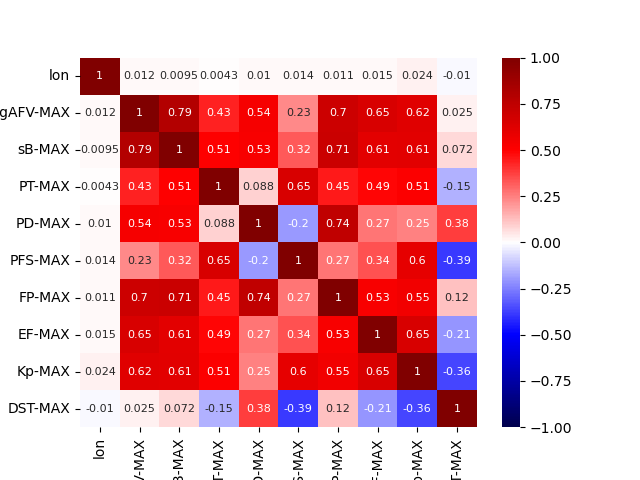 lon 1 0.012 0.0095 0.0043 0.01 0.014 0.011 0.015 0.024 -0.01
gAFV-MAX 0.012 1 0.79 0.43 0.54 0.23 0.7 0.65 0.62 0.025
sB-MAX 0.0095 0.79 1 0.51 0.53 0.32 0.71 0.61 0.61 0.072
PT-MAX 0.0043 0.43 0.51 1 0.088 0.65 0.45 0.49 0.51 -0.15
PD-MAX 0.01 0.54 0.53 0.088 1 -0.2 0.74 0.27 0.25 0.38
PFS-MAX 0.014 0.23 0.32 0.65 -0.2 1 0.27 0.34 0.6 -0.39
FP-MAX 0.011 0.7 0.71 0.45 0.74 0.27 1 0.53 0.55 0.12
EF-MAX 0.015 0.65 0.61 0.49 0.27 0.34 0.53 1 0.65 -0.21
Kp-MAX 0.024 0.62 0.61 0.51 0.25 0.6 0.55 0.65 1 -0.36
DST-MAX -0.01 0.025 0.072 -0.15 0.38 -0.39 0.12 -0.21 -0.36 1
lon
V-MAX
B-MAX
T-MAX
D-MAX
S-MAX
P-MAX
F-MAX
p-MAX
T-MAX
1.00
0.75
0.50
0.25
0.00
−0.25
−0.50
−0.75
−1.00